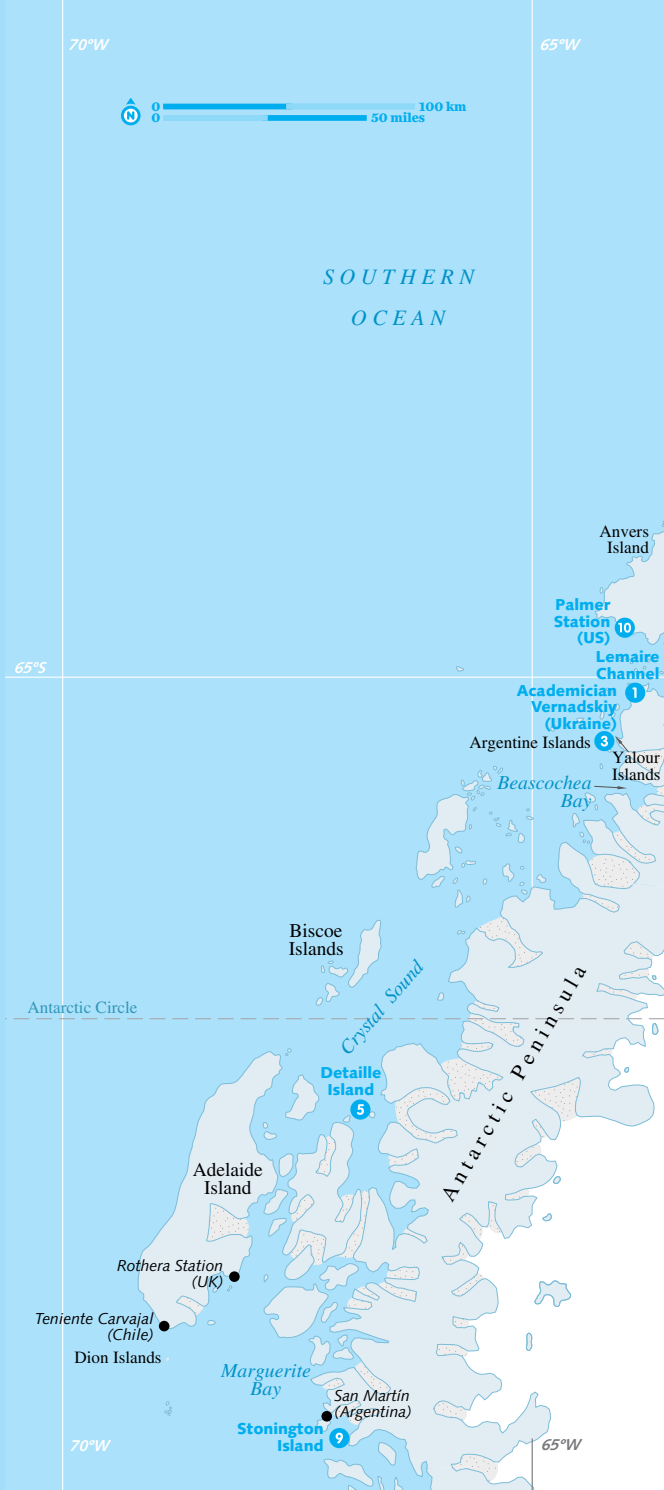 70°W
65°W
N
0
100 km
0
50 miles
SOUTHERN
OCEAN
Anvers
Island
Palmer
Station
(US)
10
65°S
Lemaire
Channel
1
Academician
Vernadskiy
(Ukraine)
3
Argentine Islands
Yalour
Islands
Beascochea
Bay
Biscoe
Islands
Crystal Sound
Antarctic Peninsula
Antarctic Circle
Detaille
Island
5
Adelaide
Island
Rothera Station
(UK)
Teniente Carvajal
(Chile)
Dion Islands
Marguerite
Bay
San Martín
(Argentina)
Stonington
Island
9
70°W
65°W